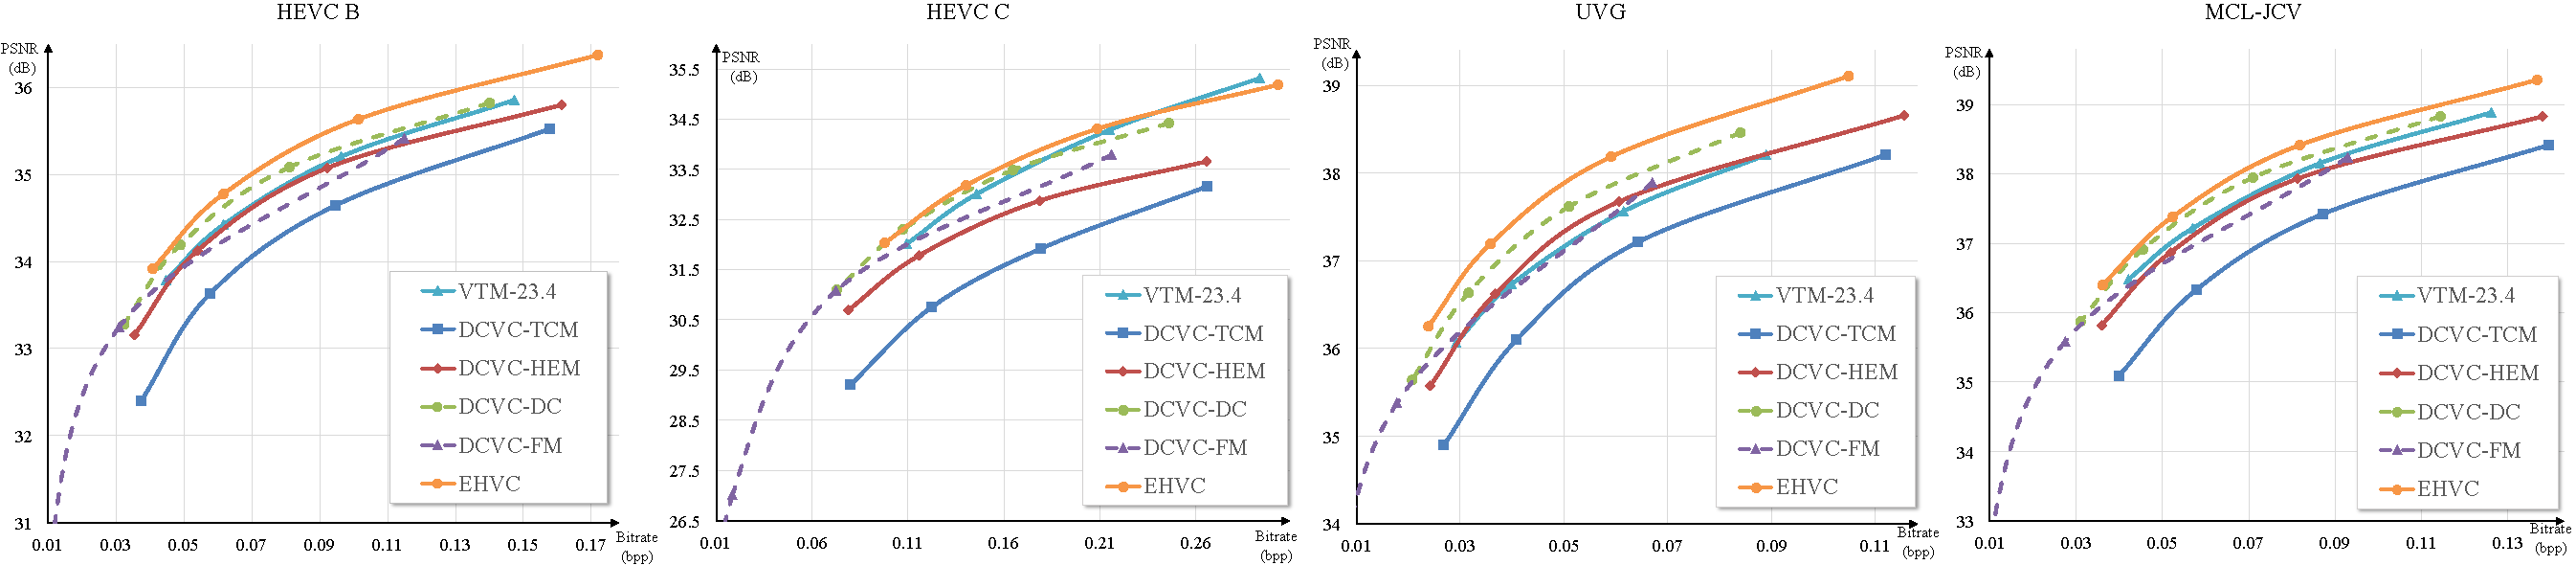 HEVC B
PSNR
(dB)
36
35
34
33
32
31
0.01 0.03 0.05 0.07 0.09 0.11 0.13 0.15 0.17
Bitrate
(bpp)
VTM-23.4
DCVC-TCM
DCVC-HEM
DCVC-DC
DCVC-FM
EHVC
HEVC C
PSNR
(dB)
35.5
34.5
33.5
32.5
31.5
30.5
29.5
28.5
27.5
26.5
0.01 0.06 0.11 0.16 0.21 0.26
Bitrate
(bpp)
VTM-23.4
DCVC-TCM
DCVC-HEM
DCVC-DC
DCVC-FM
EHVC
UVG
PSNR
(dB)
39
38
37
36
35
34
0.01 0.03 0.05 0.07 0.09 0.11
Bitrate
(bpp)
VTM-23.4
DCVC-TCM
DCVC-HEM
DCVC-DC
DCVC-FM
EHVC
MCL-JCV
PSNR
(dB)
39
38
37
36
35
34
33
0.01 0.03 0.05 0.07 0.09 0.11 0.13
Bitrate
(bpp)
VTM-23.4
DCVC-TCM
DCVC-HEM
DCVC-DC
DCVC-FM
EHVC